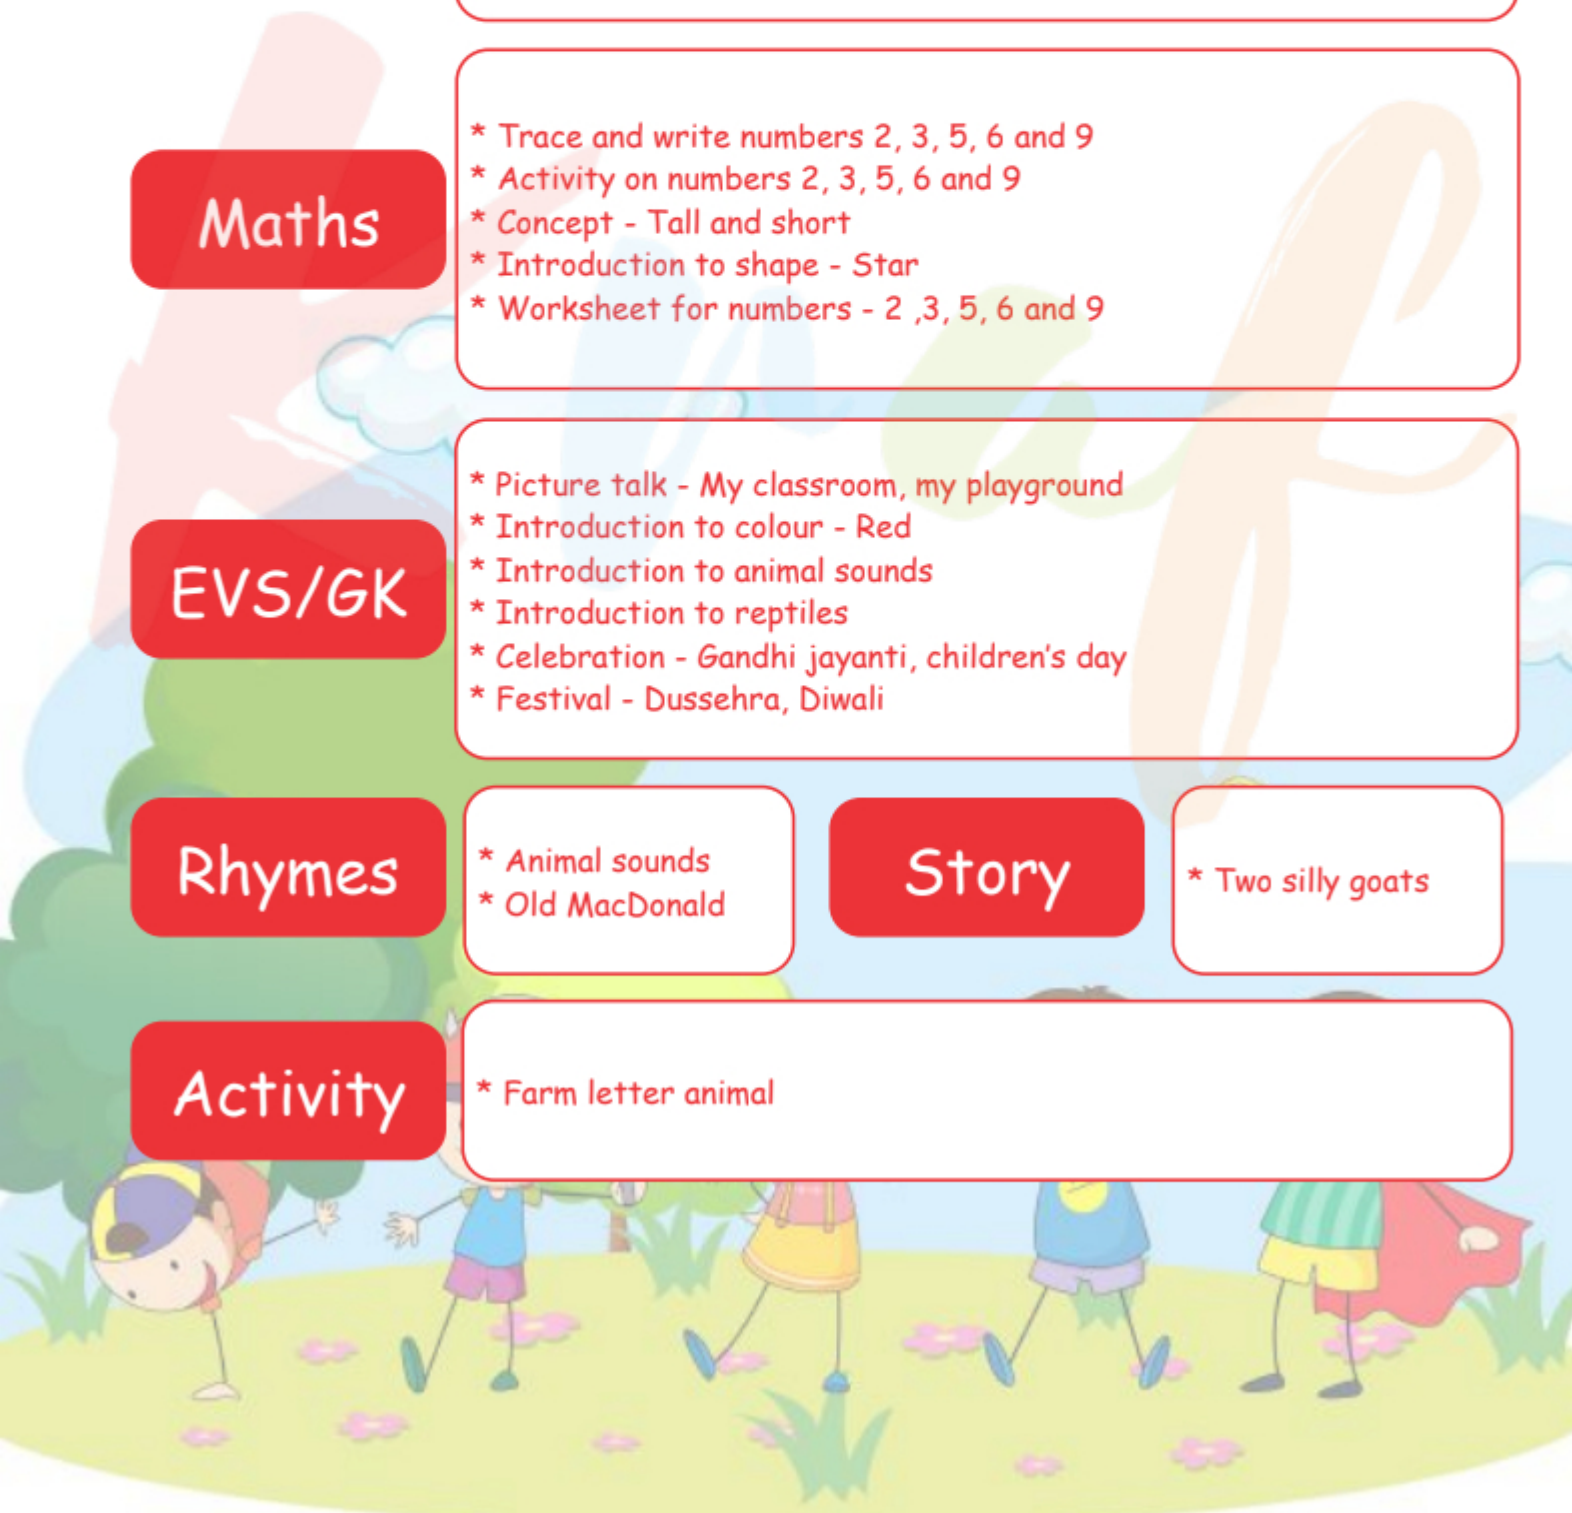 Maths
* Trace and write numbers 2, 3, 5, 6 and 9
* Activity on numbers 2, 3, 5, 6 and 9
* Concept - Tall and short
* Introduction to shape - Star
* Worksheet for numbers - 2 ,3, 5, 6 and 9
EVS/GK
* Picture talk - My classroom, my playground
* Introduction to colour - Red
* Introduction to animal sounds
* Introduction to reptiles
* Celebration - Gandhi jayanti, children's day
* Festival - Dussehra, Diwali
Rhymes
* Animal sounds
* Old MacDonald
Story
* Two silly goats
Activity
* Farm letter animal